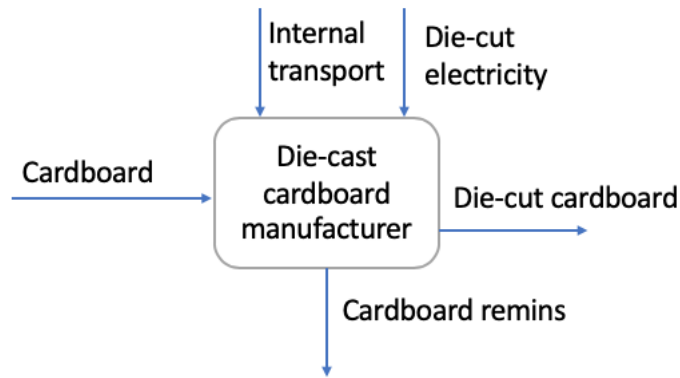 Internal
transport
Die-cut
electricity
Cardboard
Die-cast
cardboard
manufacturer
Die-cut cardboard
Cardboard remins